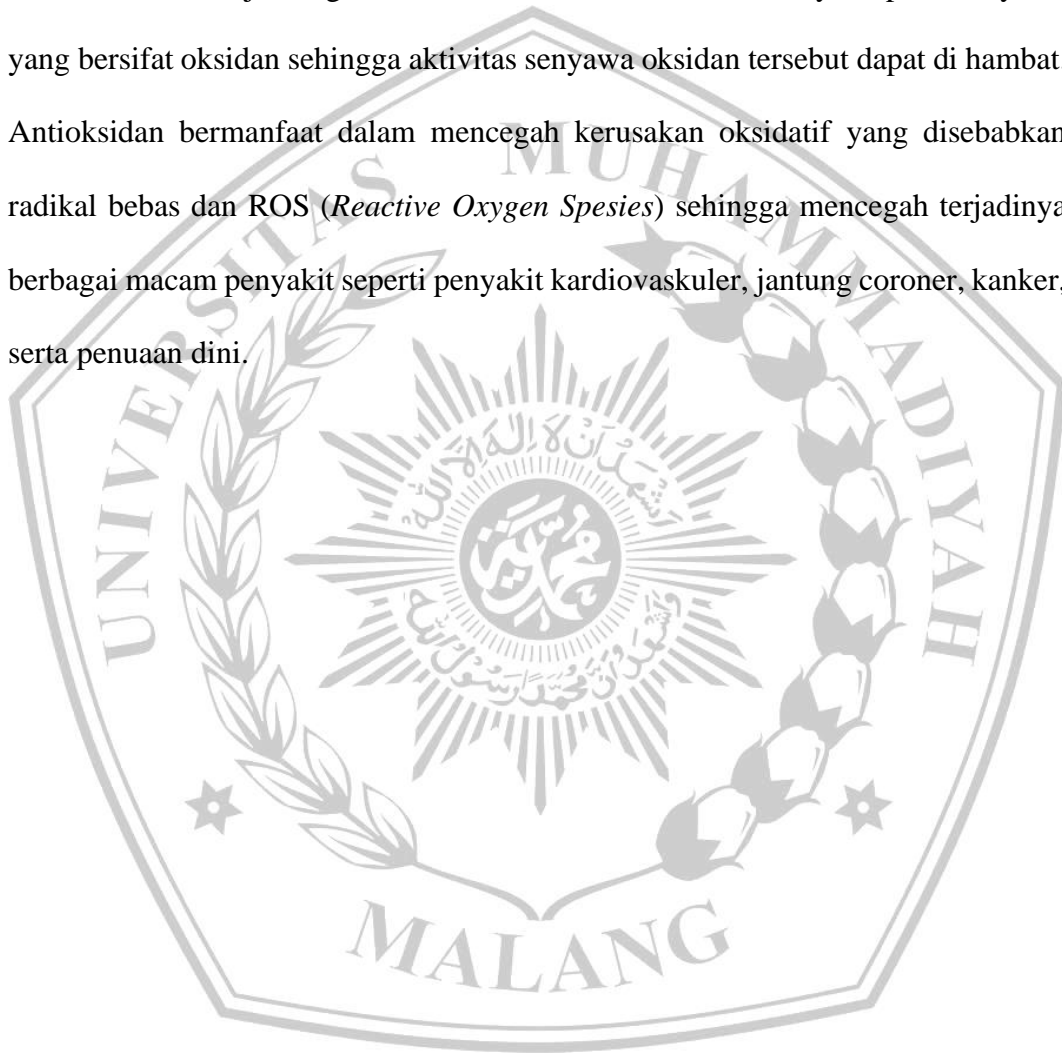 yang bersifat oksidan sehingga aktivitas senyawa oksidan tersebut dapat di hambat
Antioksidan bermanfaat dalam mencegah kerusakan oksidatif yang disebabkan
radikal bebas dan ROS (Reactive Oxygen Spesies) sehingga mencegah terjadinya
berbagai macam penyakit seperti penyakit kardiovaskuler, jantung coroner, kanker,
serta penuaan dini.
UNIVERSITAS MUHAMMADIYAH
MALANG